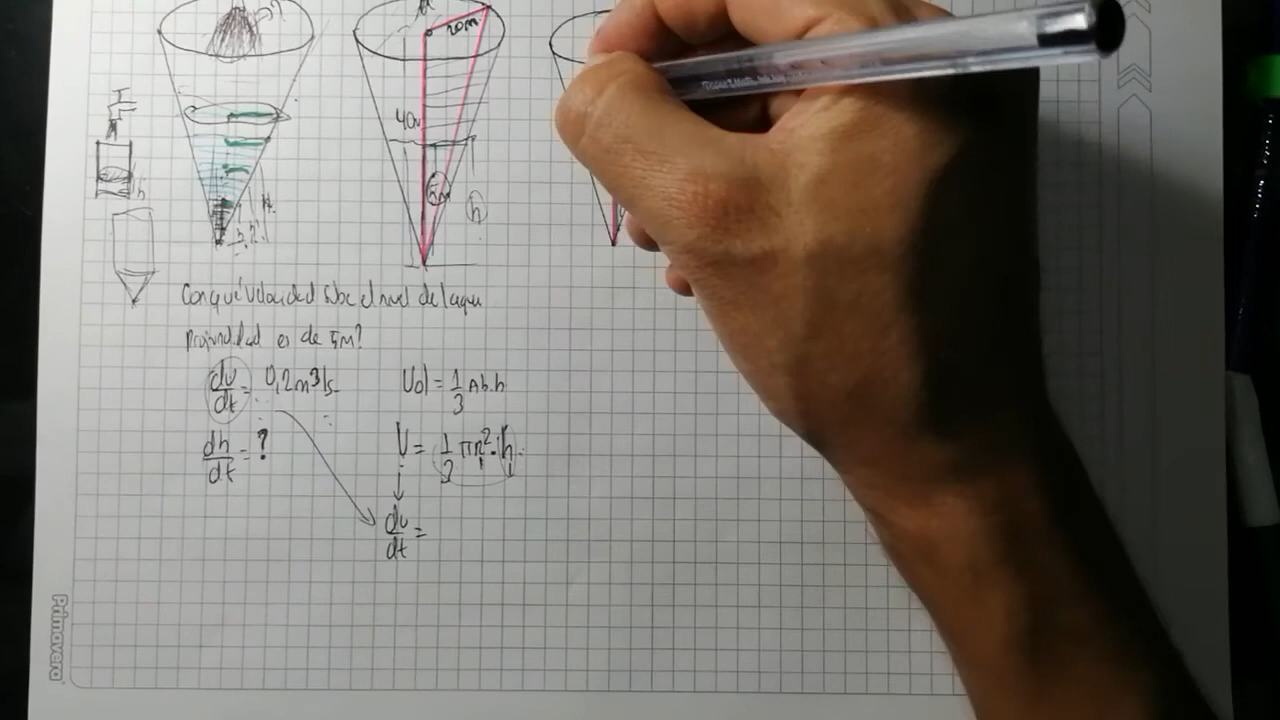 20m
40m
5m
h
h
Con qué velocidad sube el nivel del agua
profundidad es de 5m?
dv/dt = 0,2m³/s
Vol = 1/3 Ab.h
dh/dt = ?
V = 1/3 πr²·h
dv/dt =
Primavera